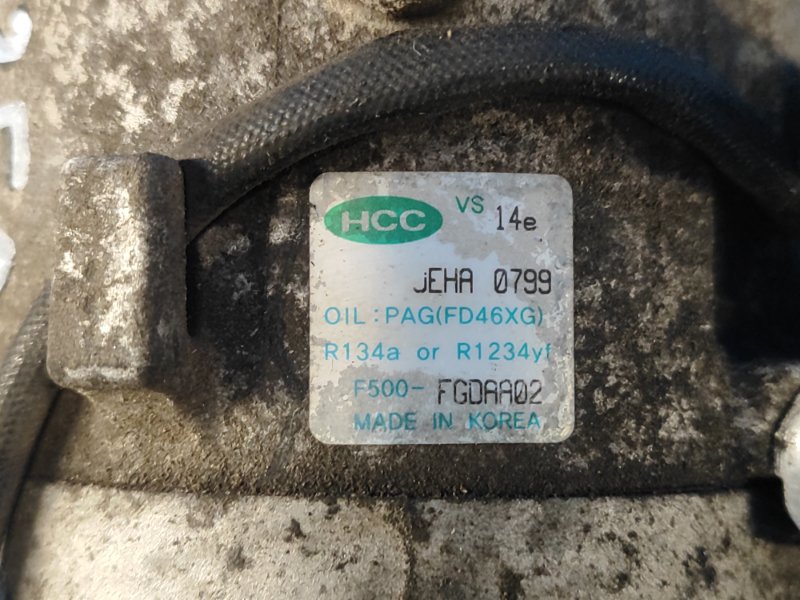 HCC VS 14e
JEHA 0799
OIL : PAG(FD46XG)
R134a or R1234yf
F500- FGDAA02
MADE IN KOREA